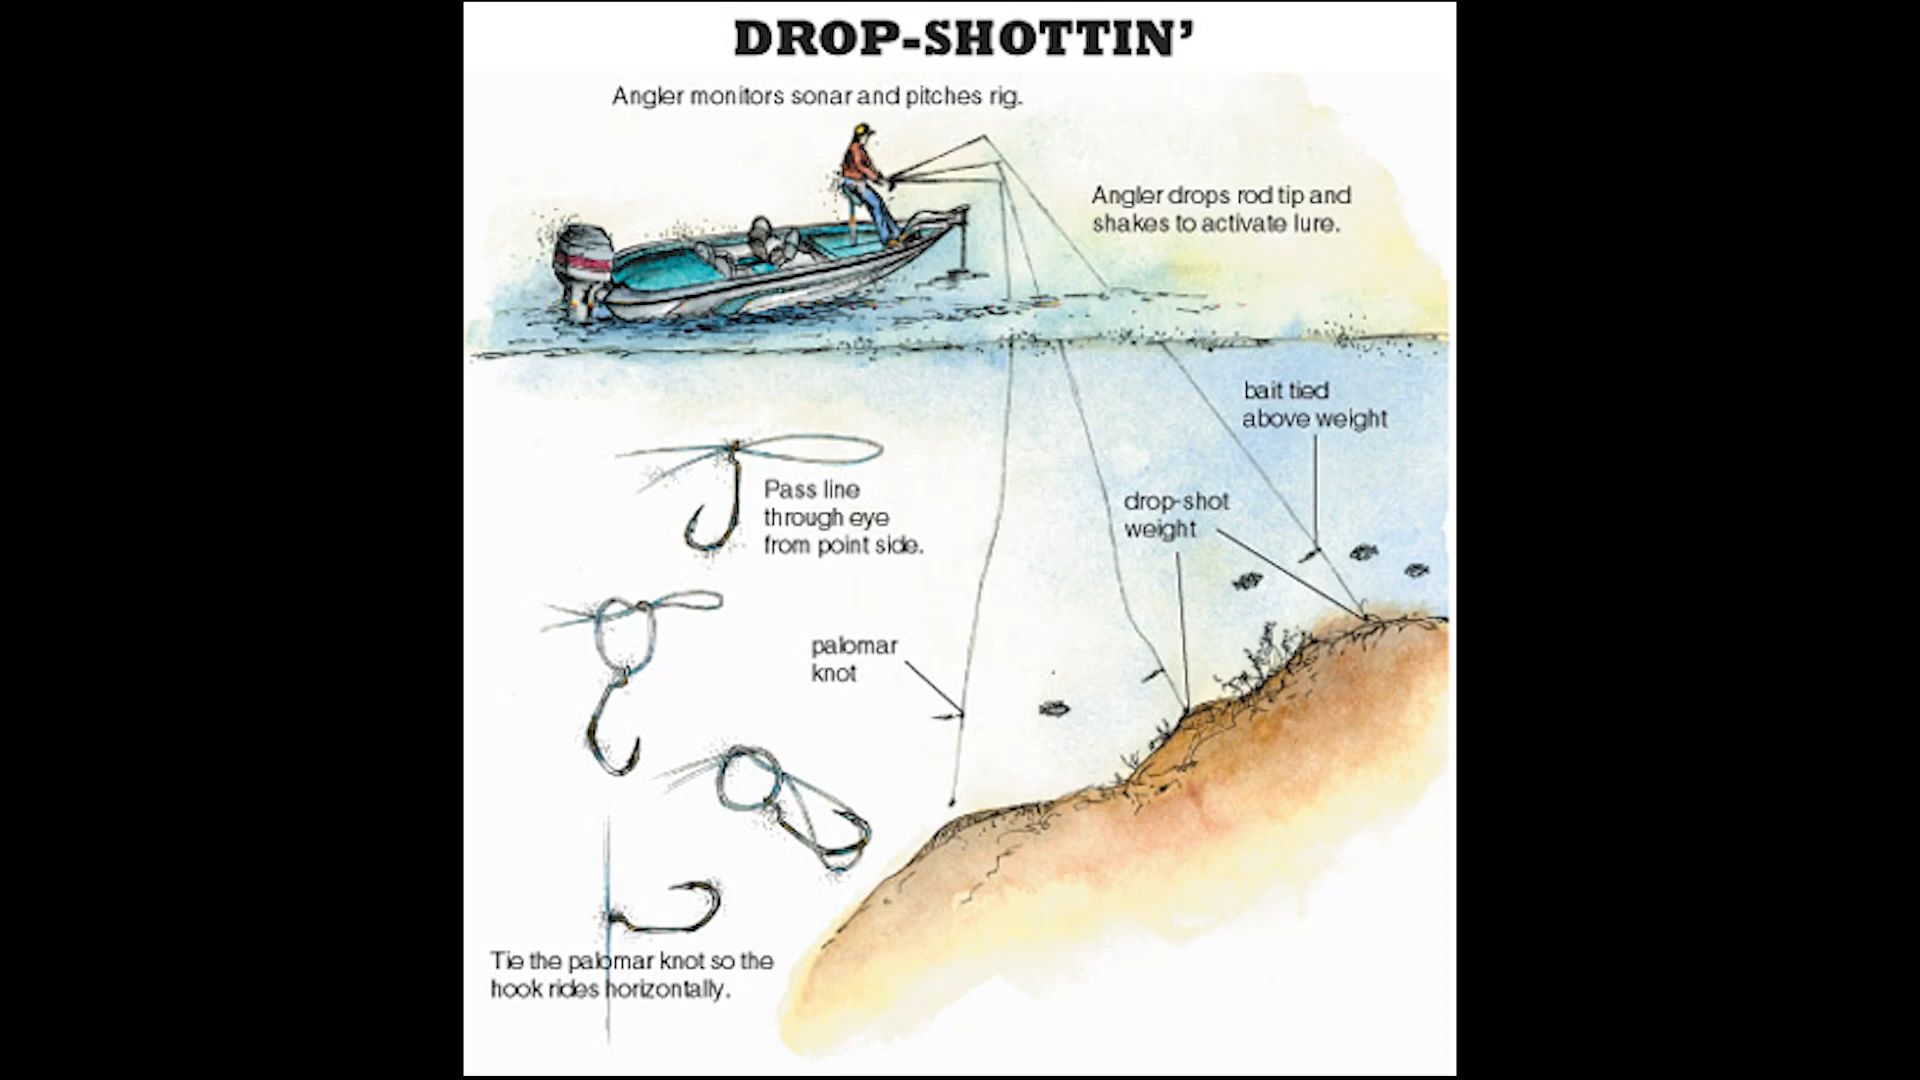 DROP-SHOTTIN’
Angler monitors sonar and pitches rig.
Angler drops rod tip and
shakes to activate lure.
bait tied
above weight
Pass line
through eye
from point side.
drop-shot
weight
palomar
knot
Tie the palomar knot so the
hook rides horizontally.